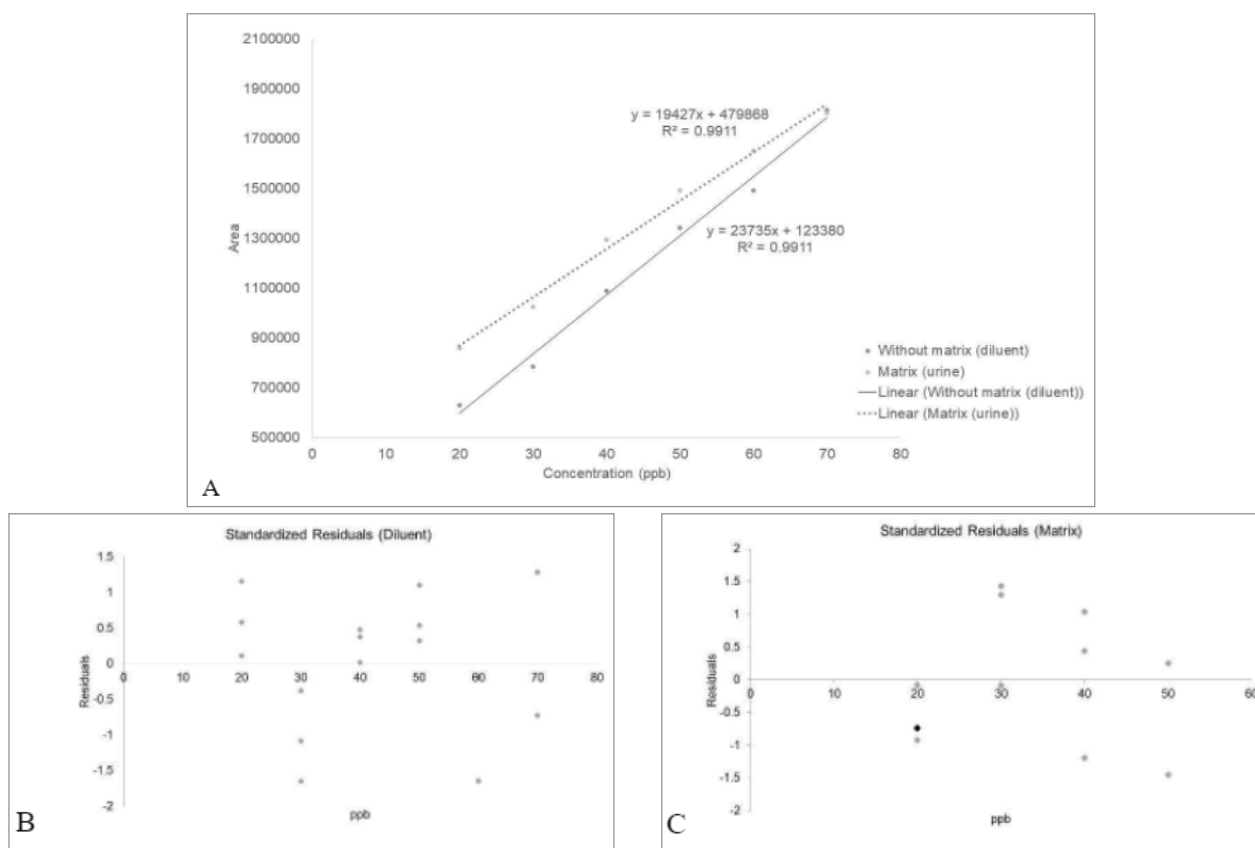 2100000
1900000
1700000
1500000
1300000
1100000
900000
700000
500000
Area
y = 19427x + 479868
R² = 0.9911
y = 23735x + 123380
R² = 0.9911
Without matrix (diluent)
Matrix (urine)
Linear (Without matrix (diluent))
Linear (Matrix (urine))
0 10 20 30 40 50 60 70 80
Concentration (ppb)
A
Standardized Residuals (Diluent)
1.5
1
0.5
0
-0.5
-1
-1.5
-2
Residuals
0 10 20 30 40 50 60 70 80
ppb
B
Standardized Residuals (Matrix)
2
1.5
1
0.5
0
-0.5
-1
-1.5
-2
Residuals
0 10 20 30 40 50 60
ppb
C